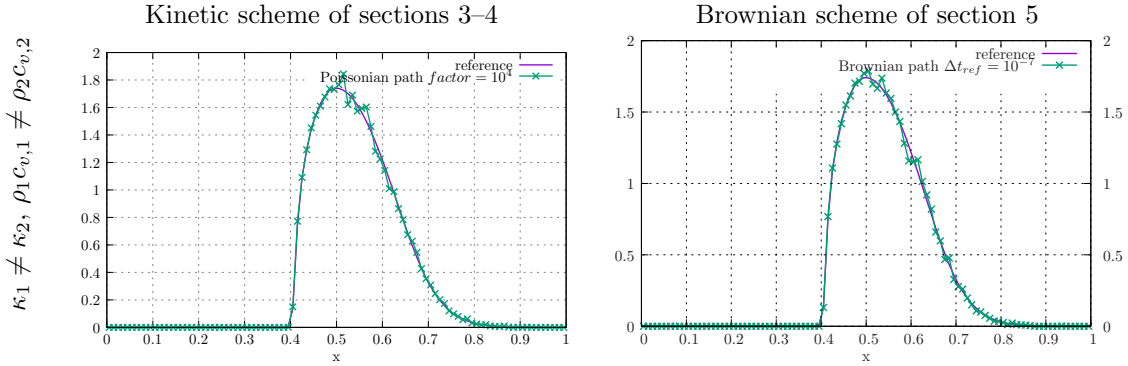 Kinetic scheme of sections 3–4
Brownian scheme of section 5
κ₁ ≠ κ₂, ρ₁c_{v,1} ≠ ρ₂c_{v,2}
reference
Poissonian path factor = 10⁴
2
1.8
1.6
1.4
1.2
1
0.8
0.6
0.4
0.2
0
0 0.1 0.2 0.3 0.4 0.5 0.6 0.7 0.8 0.9 1
x
reference
Brownian path Δt_{ref} = 10⁻⁷
2
1.5
1
0.5
0
2
1.5
1
0.5
0
0 0.1 0.2 0.3 0.4 0.5 0.6 0.7 0.8 0.9 1
x